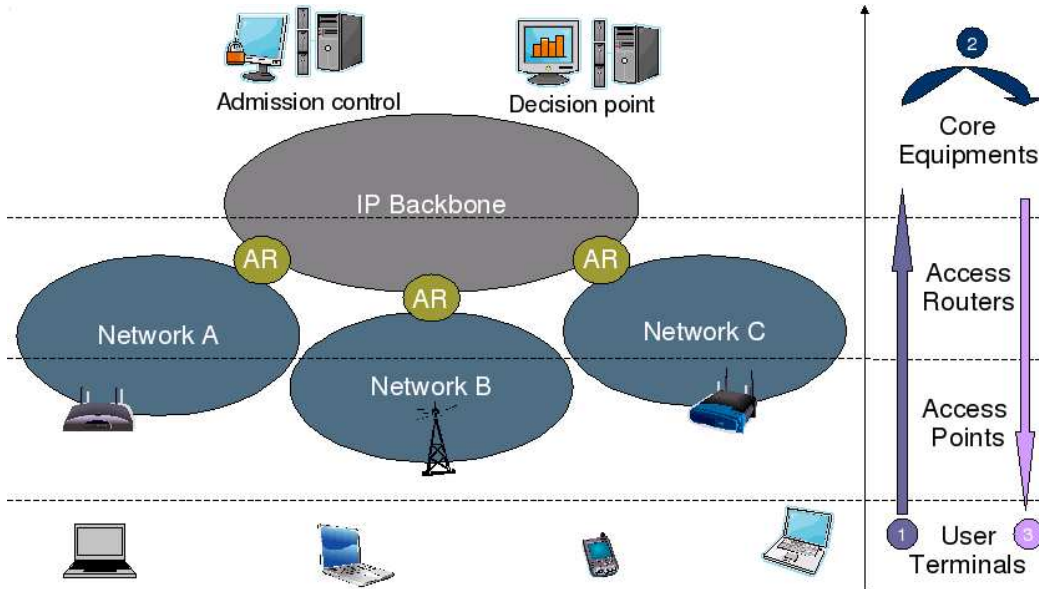 Admission control
Decision point
2
Core
Equipments
IP Backbone
AR
AR
AR
Access
Routers
Network A
Network C
Network B
Access
Points
1
User
Terminals
3